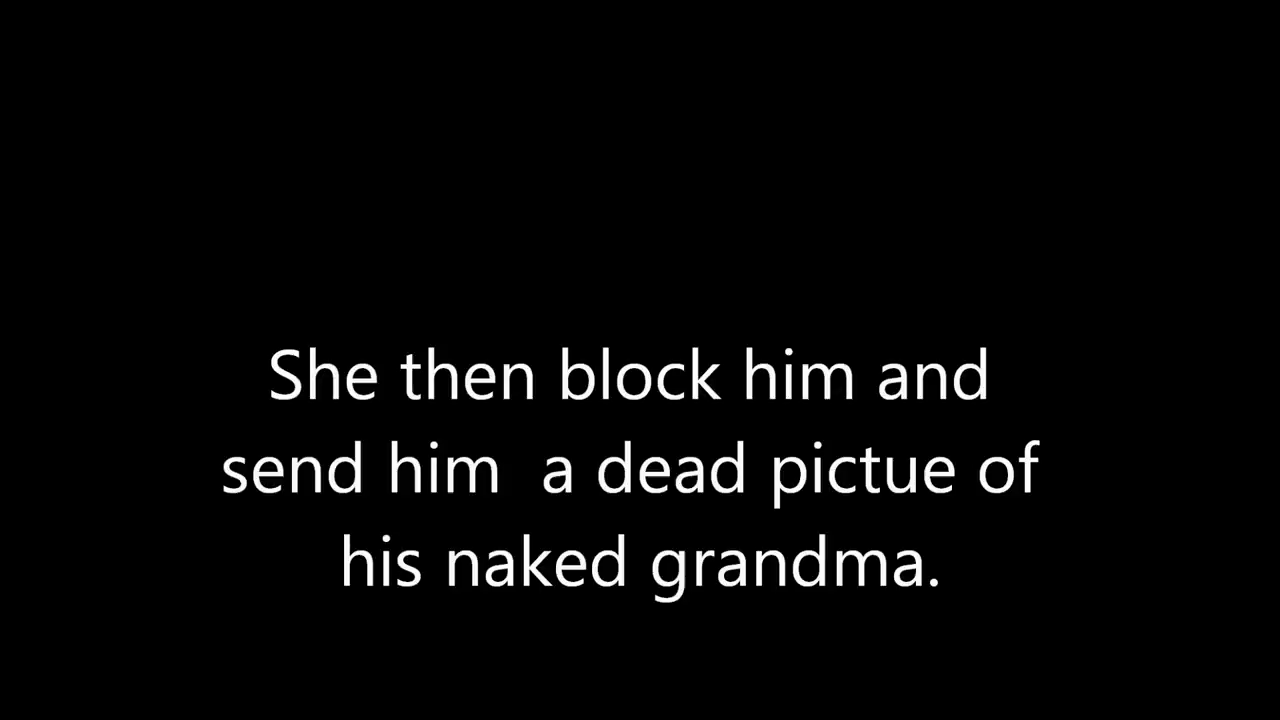 She then block him and
send him  a dead pictue of
his naked grandma.